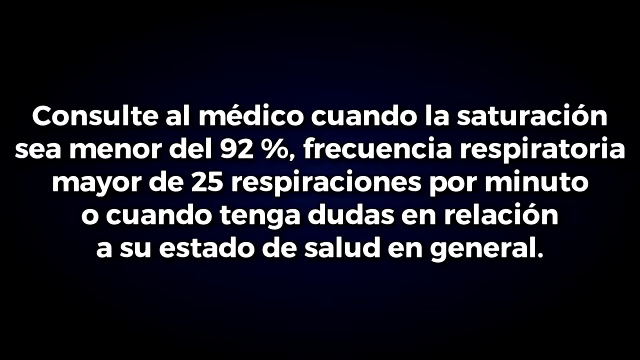 Consulte al médico cuando la saturación
sea menor del 92 %, frecuencia respiratoria
mayor de 25 respiraciones por minuto
o cuando tenga dudas en relación
a su estado de salud en general.